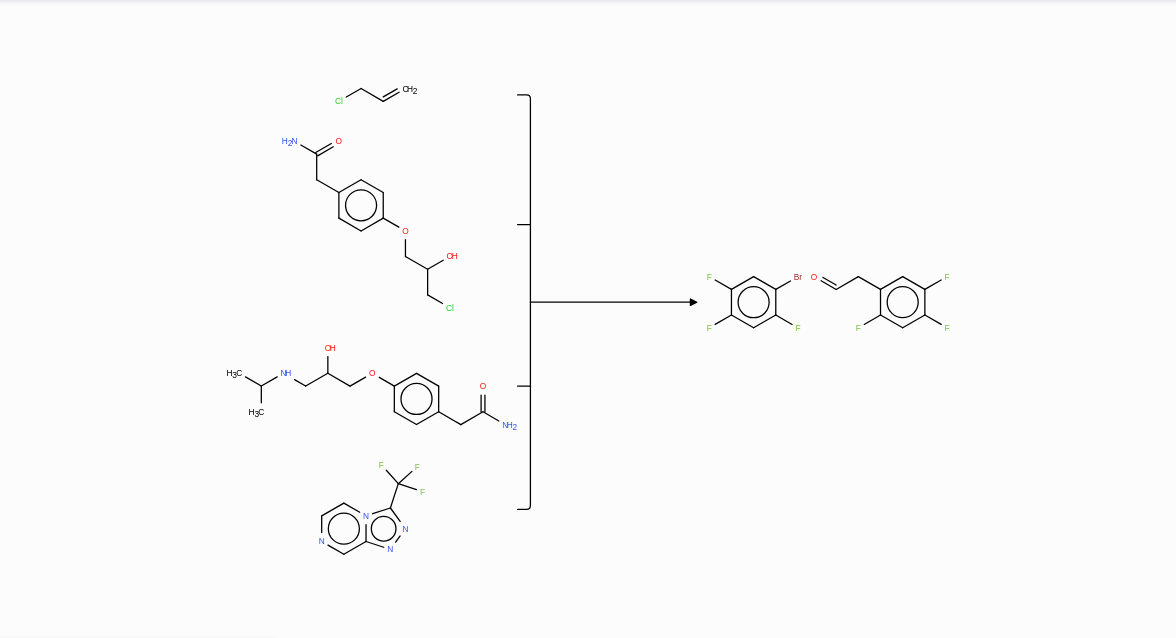 Cl CH2
H2N O
O
OH
Cl
OH
H3C NH O
O
H3C
NH2
F F
F
N
N
N N
F Br O F
F F F F